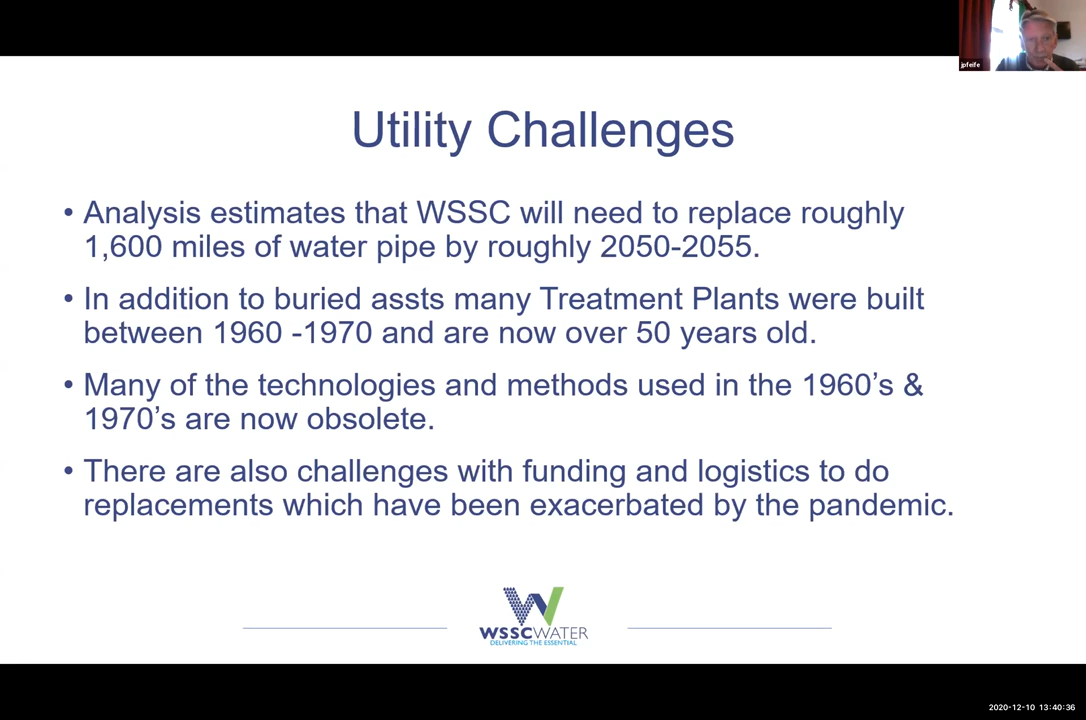 jpfeife
Utility Challenges
• Analysis estimates that WSSC will need to replace roughly
1,600 miles of water pipe by roughly 2050-2055.
• In addition to buried assts many Treatment Plants were built
between 1960 -1970 and are now over 50 years old.
• Many of the technologies and methods used in the 1960’s &
1970’s are now obsolete.
• There are also challenges with funding and logistics to do
replacements which have been exacerbated by the pandemic.
WSSCWATER
DELIVERING THE ESSENTIAL
2020-12-10 13:40:36